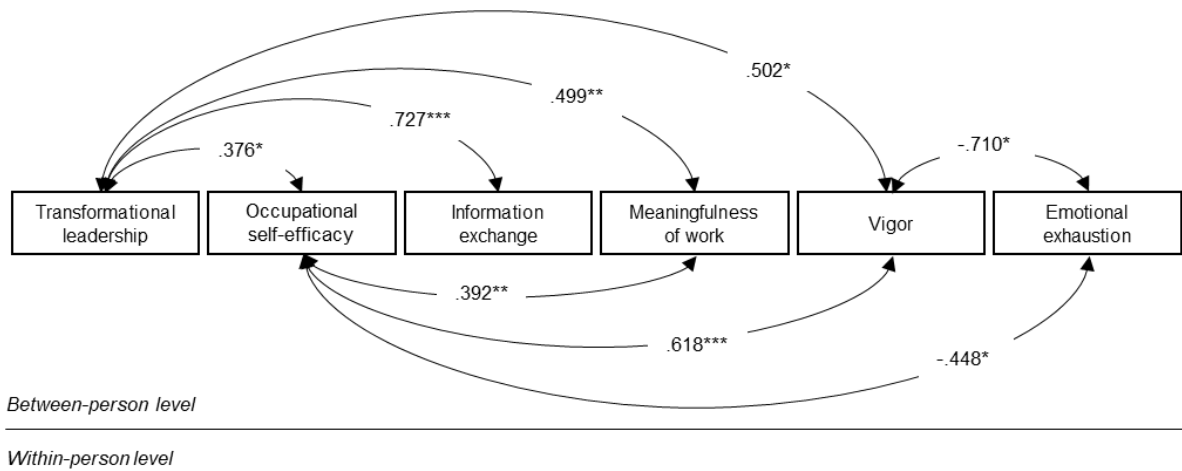 .502*
.499**
.727***
.376*
-.710*
Transformational
leadership
Occupational
self-efficacy
Information
exchange
Meaningfulness
of work
Vigor
Emotional
exhaustion
.392**
.618***
-.448*
Between-person level
Within-person level